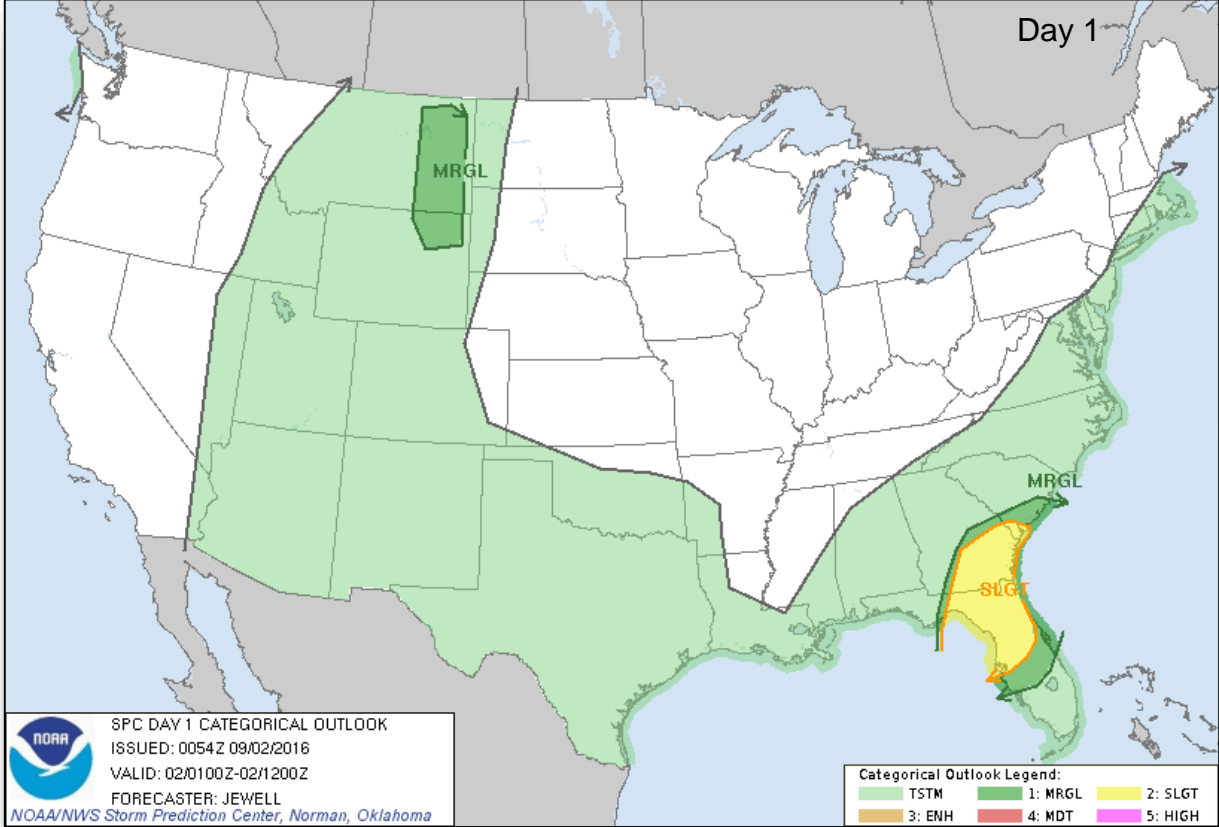 Day 1
MRGL
MRGL
SLGT
NOAA
SPC DAY 1 CATEGORICAL OUTLOOK
ISSUED: 0054Z 09/02/2016
VALID: 02/0100Z-02/1200Z
FORECASTER: JEWELL
NOAA/NWS Storm Prediction Center, Norman, Oklahoma
Categorical Outlook Legend:
TSTM 1: MRGL 2: SLGT
3: ENH 4: MDT 5: HIGH